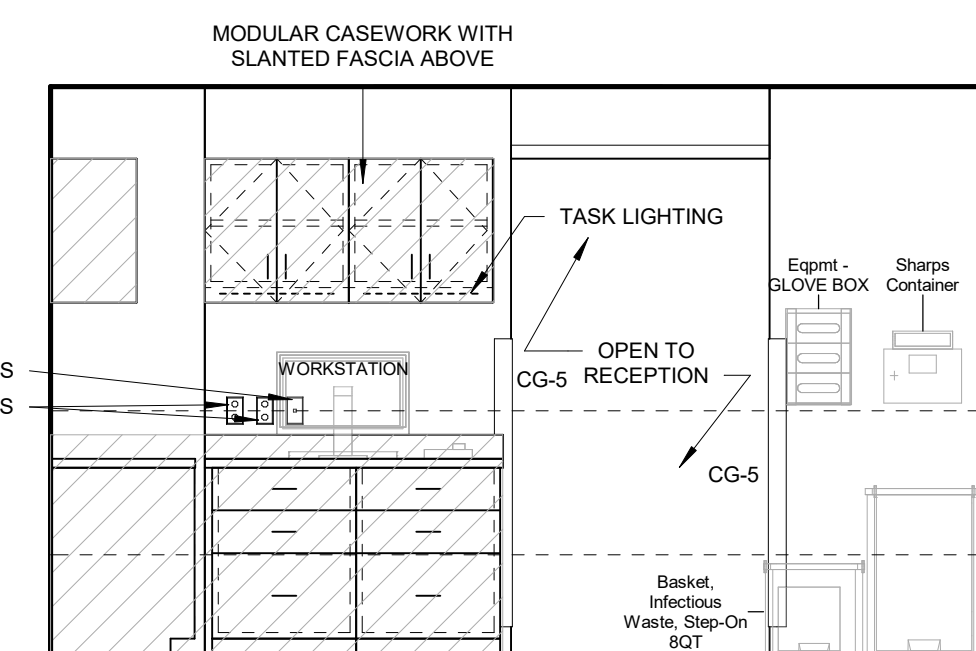 MODULAR CASEWORK WITH
SLANTED FASCIA ABOVE
TASK LIGHTING
Eqpmt -
GLOVE BOX
Sharps
Container
OPEN TO
RECEPTION
WORKSTATION
CG-5
S
S
CG-5
Basket,
Infectious
Waste, Step-On
8QT